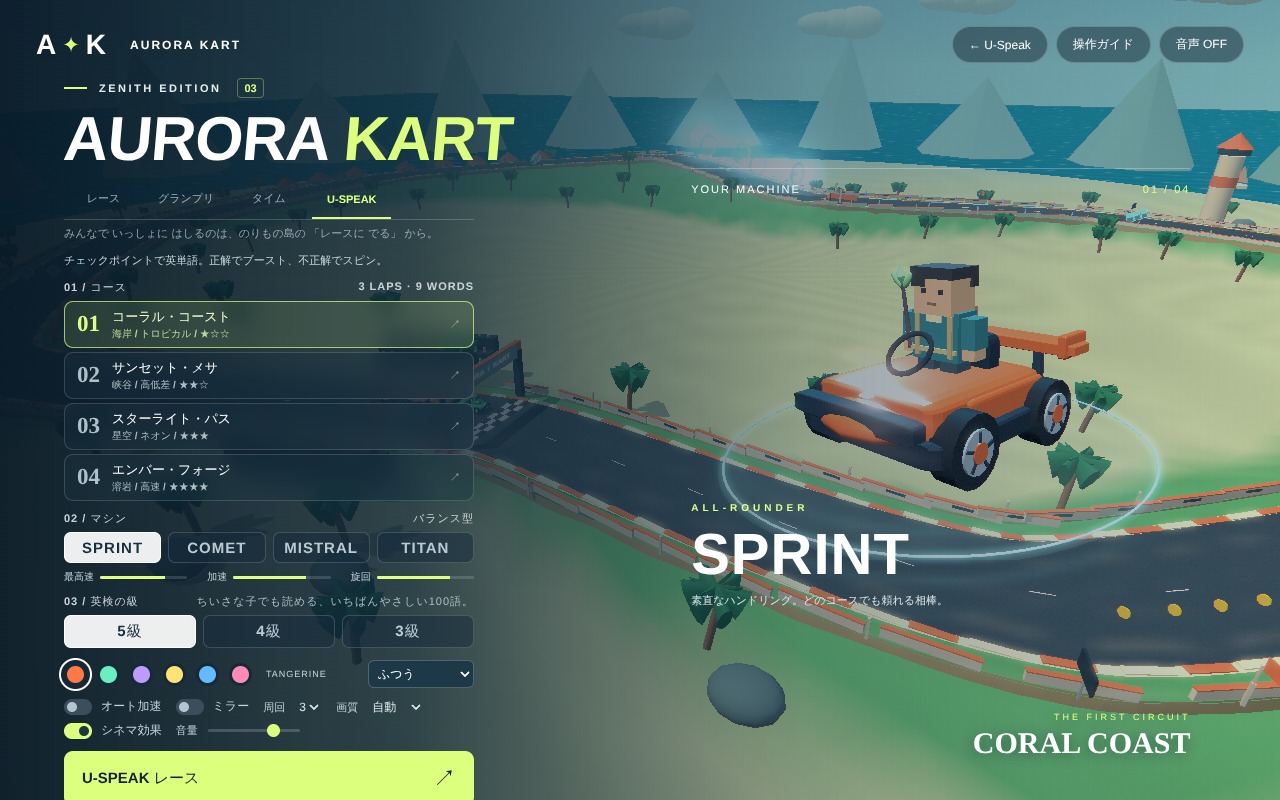 A ✦ K AURORA KART
← U-Speak 操作ガイド 音声 OFF
ZENITH EDITION 03
AURORA KART
レース グランプリ タイム U-SPEAK
みんなで いっしょに はしるのは、のりもの島の 「レースに でる」 から。
チェックポイントで英単語。正解でブースト、不正解でスピン。
01 / コース 3 LAPS · 9 WORDS
01 コーラル・コースト ↗
海岸 / トロピカル / ★☆☆
02 サンセット・メサ ↗
峡谷 / 高低差 / ★★☆
03 スターライト・パス ↗
星空 / ネオン / ★★★
04 エンバー・フォージ ↗
溶岩 / 高速 / ★★★★
02 / マシン バランス型
SPRINT COMET MISTRAL TITAN
最高速 加速 旋回
03 / 英検の級 ちいさな子でも読める、いちばんやさしい100語。
5級 4級 3級
TANGERINE ふつう
オート加速 ミラー 周回 3 画質 自動
シネマ効果 音量
U-SPEAK レース ↗
YOUR MACHINE 01 / 04
ALL-ROUNDER
SPRINT
素直なハンドリング。どのコースでも頼れる相棒。
THE FIRST CIRCUIT
CORAL COAST